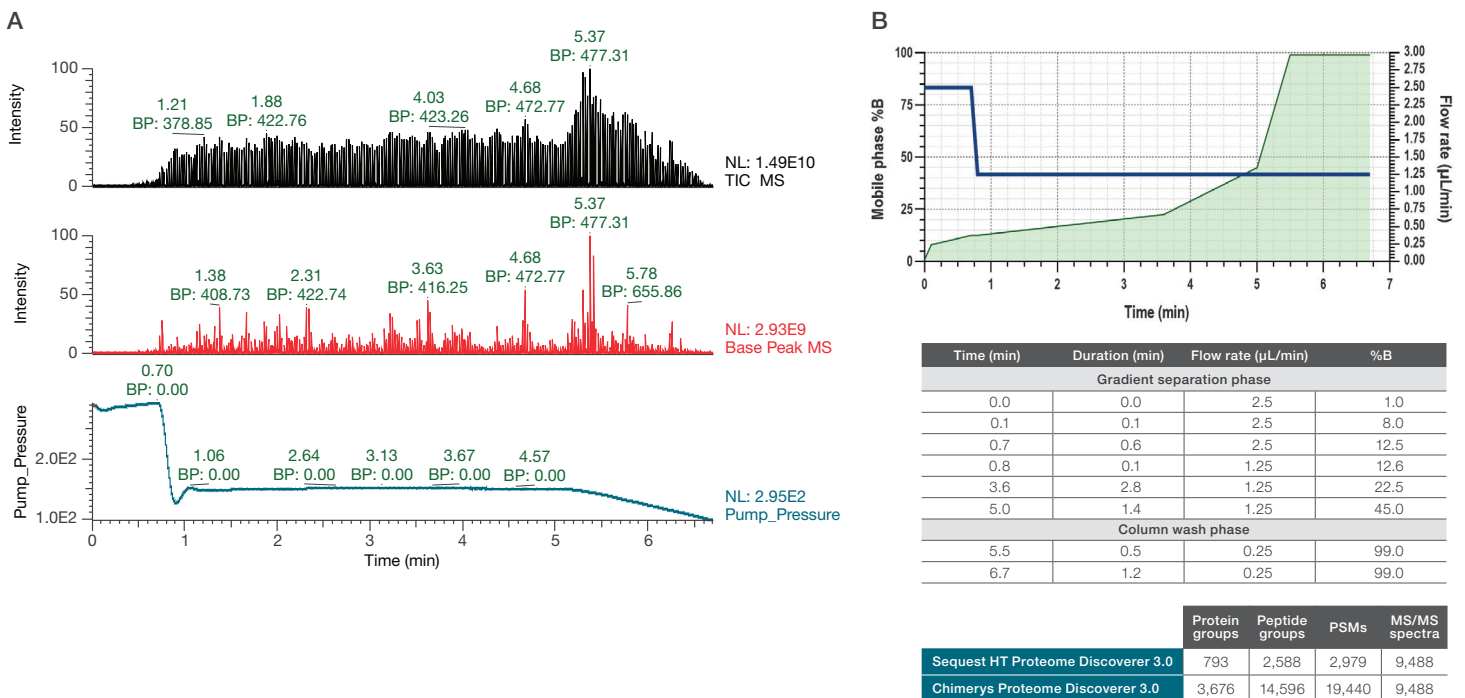 A
5.37
BP: 477.31
1.21
BP: 378.85
1.88
BP: 422.76
4.03
BP: 423.26
4.68
BP: 472.77
Intensity
100
50
0
NL: 1.49E10
TIC MS
5.37
BP: 477.31
1.38
BP: 408.73
2.31
BP: 422.74
3.63
BP: 416.25
4.68
BP: 472.77
5.78
BP: 655.86
Intensity
100
50
0
NL: 2.93E9
Base Peak MS
0.70
BP: 0.00
1.06
BP: 0.00
2.64
BP: 0.00
3.13
BP: 0.00
3.67
BP: 0.00
4.57
BP: 0.00
Pump_Pressure
2.0E2
1.0E2
NL: 2.95E2
Pump_Pressure
0 1 2 3 4 5 6
Time (min)
B
Mobile phase %B
100
75
50
25
0
3.00
2.75
2.50
2.25
2.00
1.75
1.50
1.25
1.00
0.75
0.50
0.25
0.00
Flow rate (µL/min)
0 1 2 3 4 5 6 7
Time (min)
Time (min) Duration (min) Flow rate (µL/min) %B
Gradient separation phase
0.0 0.0 2.5 1.0
0.1 0.1 2.5 8.0
0.7 0.6 2.5 12.5
0.8 0.1 1.25 12.6
3.6 2.8 1.25 22.5
5.0 1.4 1.25 45.0
Column wash phase
5.5 0.5 0.25 99.0
6.7 1.2 0.25 99.0
Protein groups Peptide groups PSMs MS/MS spectra
Sequest HT Proteome Discoverer 3.0 793 2,588 2,979 9,488
Chimerys Proteome Discoverer 3.0 3,676 14,596 19,440 9,488